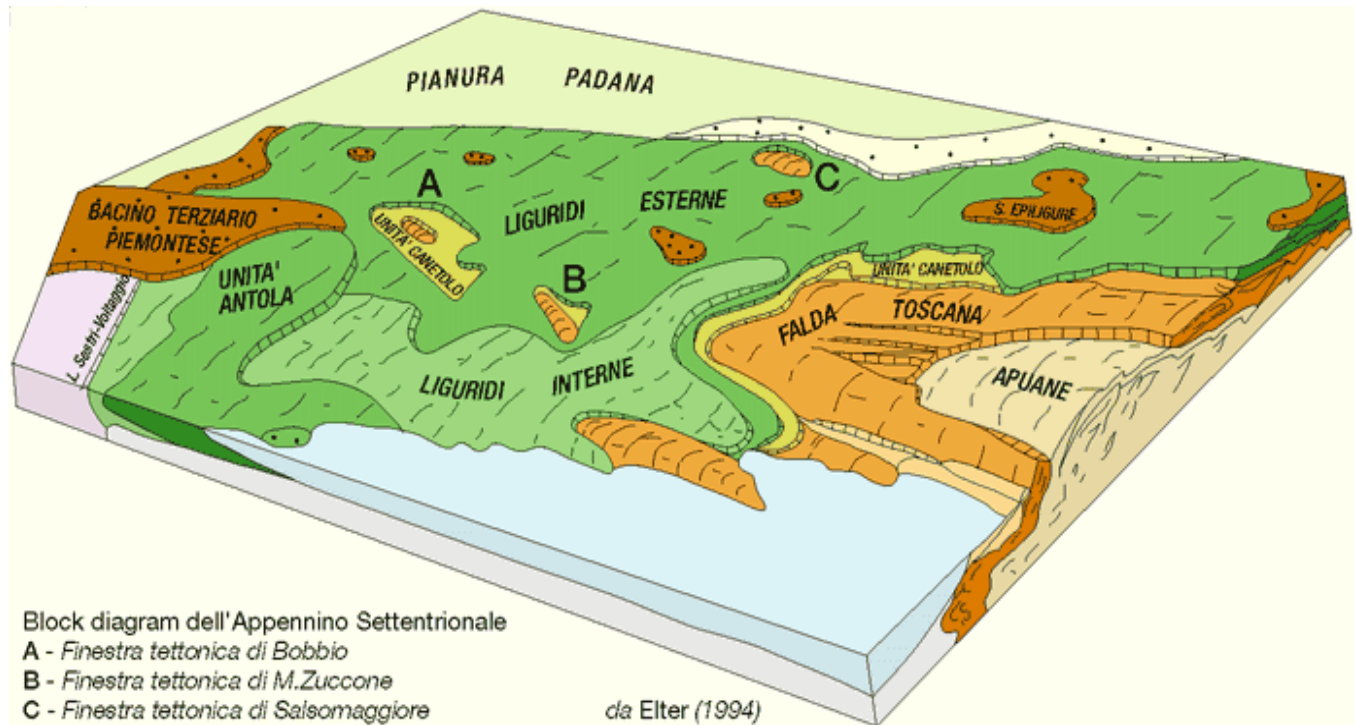 PIANURA PADANA
A
C
BACINO TERZIARIO
PIEMONTESE
LIGURIDI ESTERNE
S. EPILIGURE
UNITA' CANETOLO
UNITA'
ANTOLA
B
UNITA' CANETOLO
L. Sestri-Voltaggio
FALDA TOSCANA
LIGURIDI INTERNE
APUANE
Block diagram dell'Appennino Settentrionale
A - Finestra tettonica di Bobbio
B - Finestra tettonica di M.Zuccone
C - Finestra tettonica di Salsomaggiore
da Elter (1994)